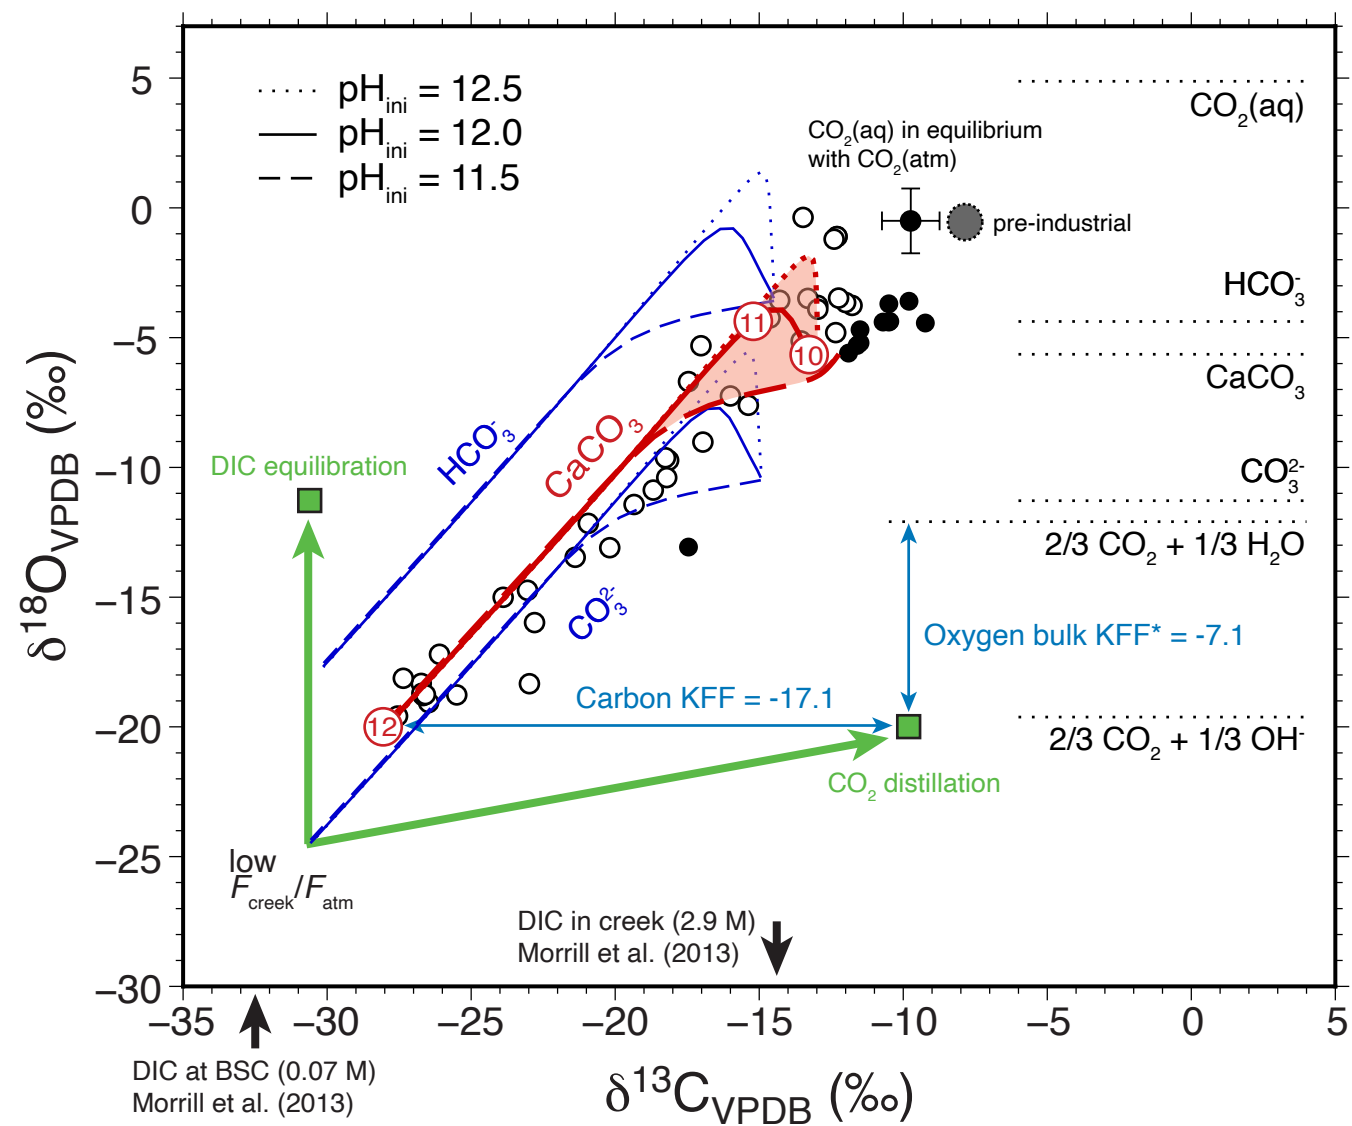 pHini = 12.5
pHini = 12.0
pHini = 11.5
CO2(aq)
CO2(aq) in equilibrium
with CO2(atm)
pre-industrial
HCO3-
CaCO3
CO3 2-
2/3 CO2 + 1/3 H2O
2/3 CO2 + 1/3 OH-
HCO3-
CaCO3
CO3 2-
11
10
12
DIC equilibration
Oxygen bulk KFF* = -7.1
Carbon KFF = -17.1
CO2 distillation
low
Fcreek/Fatm
DIC in creek (2.9 M)
Morrill et al. (2013)
DIC at BSC (0.07 M)
Morrill et al. (2013)
5
0
−5
−10
−15
−20
−25
−30
δ18OVPDB (‰)
−35 −30 −25 −20 −15 −10 −5 0 5
δ13CVPDB (‰)